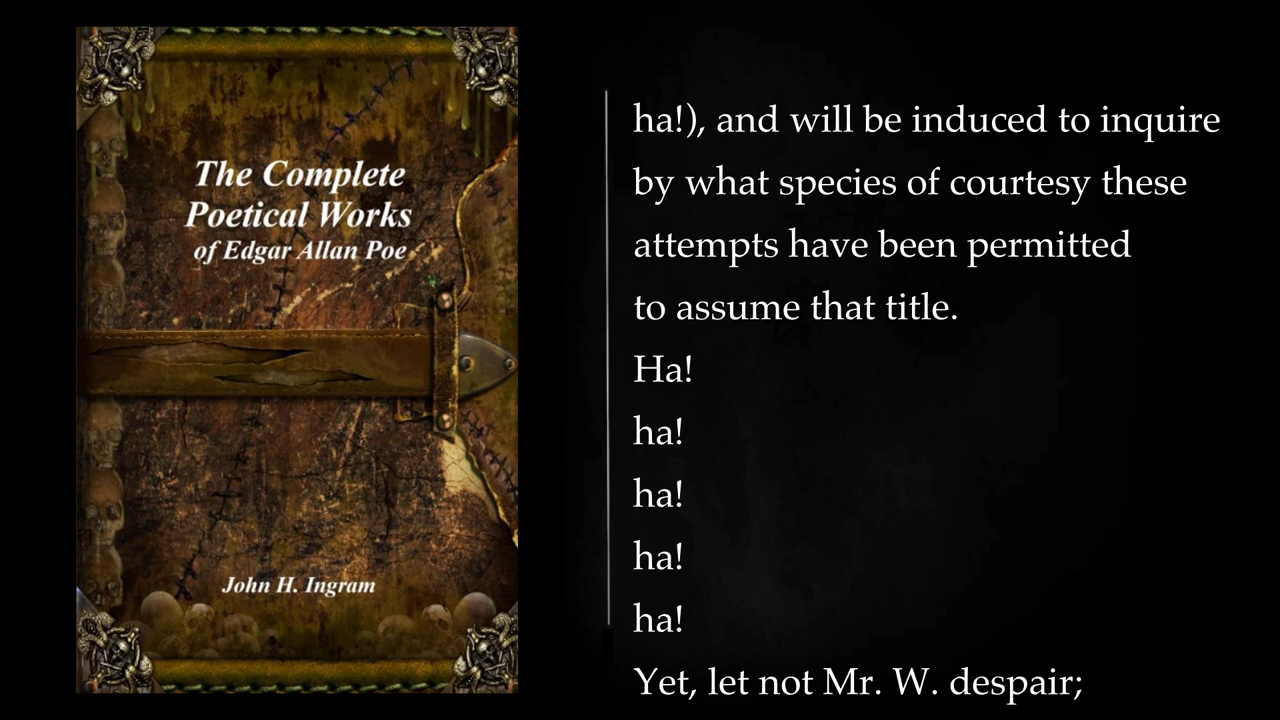 The Complete
Poetical Works
of Edgar Allan Poe
John H. Ingram
ha!), and will be induced to inquire
by what species of courtesy these
attempts have been permitted
to assume that title.
Ha!
ha!
ha!
ha!
ha!
Yet, let not Mr. W. despair;